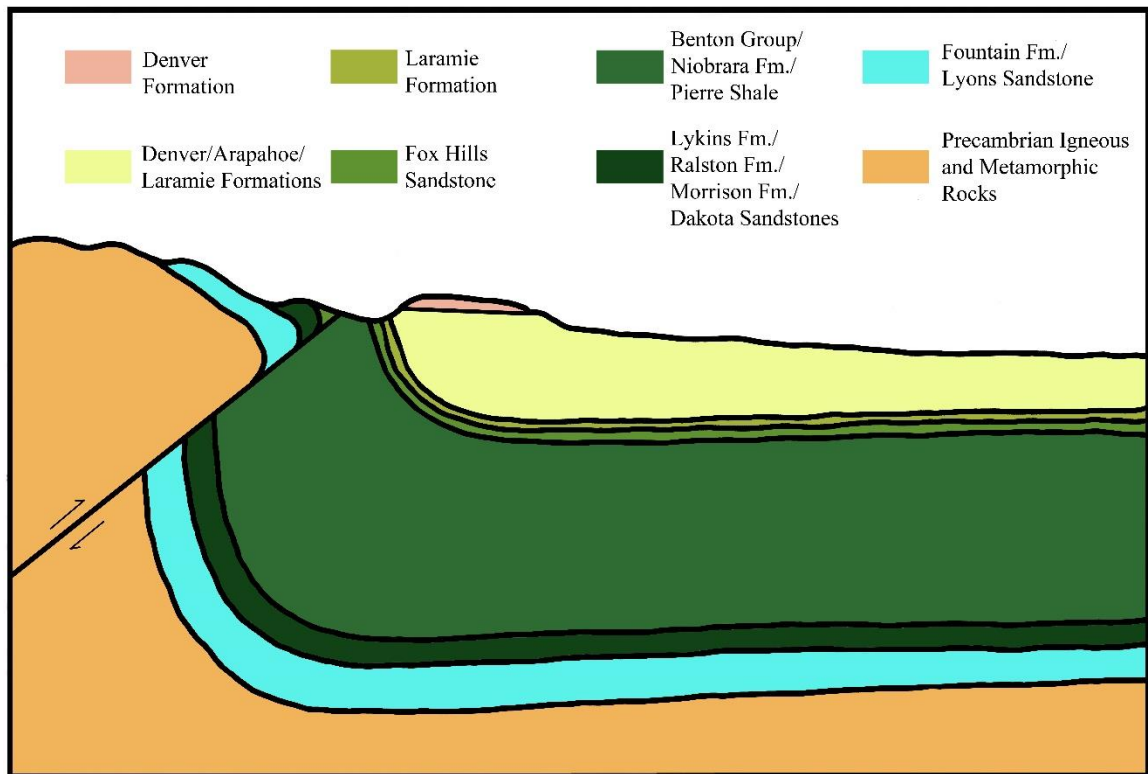 Denver
Formation
Laramie
Formation
Benton Group/
Niobrara Fm./
Pierre Shale
Fountain Fm./
Lyons Sandstone
Denver/Arapahoe/
Laramie Formations
Fox Hills
Sandstone
Lykins Fm./
Ralston Fm./
Morrison Fm./
Dakota Sandstones
Precambrian Igneous
and Metamorphic
Rocks